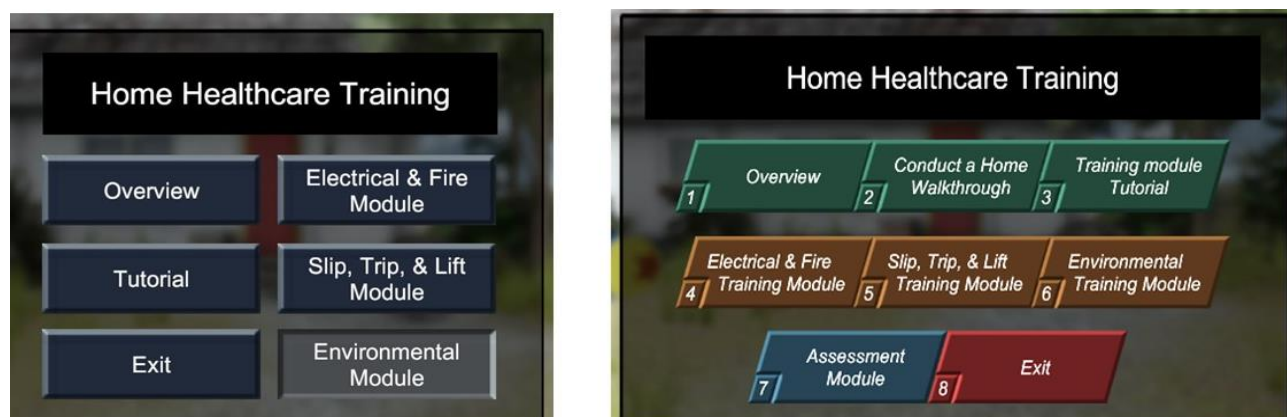 Home Healthcare Training
Overview
Electrical & Fire
Module
Tutorial
Slip, Trip, & Lift
Module
Exit
Environmental
Module
Home Healthcare Training
1
Overview
2
Conduct a Home
Walkthrough
3
Training module
Tutorial
4
Electrical & Fire
Training Module
5
Slip, Trip, & Lift
Training Module
6
Environmental
Training Module
7
Assessment
Module
8
Exit